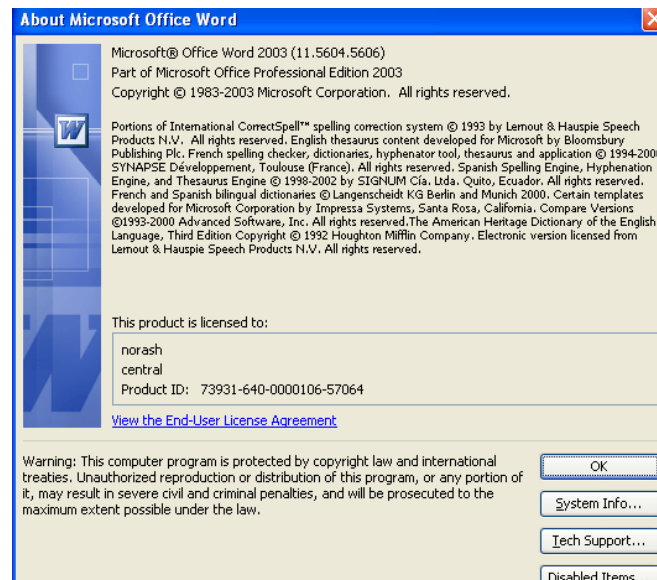 About Microsoft Office Word
Microsoft® Office Word 2003 (11.5604.5606)
Part of Microsoft Office Professional Edition 2003
Copyright © 1983-2003 Microsoft Corporation.  All rights reserved.
Portions of International CorrectSpell™ spelling correction system © 1993 by Lernout & Hauspie Speech
Products N.V.  All rights reserved. English thesaurus content developed for Microsoft by Bloomsbury
Publishing Plc. French spelling checker, dictionaries, hyphenator tool, thesaurus and application © 1994-200
SYNAPSE Développement, Toulouse (France). All rights reserved. Spanish Spelling Engine, Hyphenation
Engine, and Thesaurus Engine © 1998-2002 by SIGNUM Cía. Ltda. Quito, Ecuador. All rights reserved.
French and Spanish bilingual dictionaries © Langenscheidt KG Berlin and Munich 2000. Certain templates
developed for Microsoft Corporation by Impressa Systems, Santa Rosa, California. Compare Versions
©1993-2000 Advanced Software, Inc. All rights reserved.The American Heritage Dictionary of the English
Language, Third Edition Copyright © 1992 Houghton Mifflin Company. Electronic version licensed from
Lernout & Hauspie Speech Products N.V. All rights reserved.
This product is licensed to:
norash
central
Product ID:  73931-640-0000106-57064
View the End-User License Agreement
Warning: This computer program is protected by copyright law and international
treaties. Unauthorized reproduction or distribution of this program, or any portion of
it, may result in severe civil and criminal penalties, and will be prosecuted to the
maximum extent possible under the law.
OK
System Info...
Tech Support...
Disabled Items